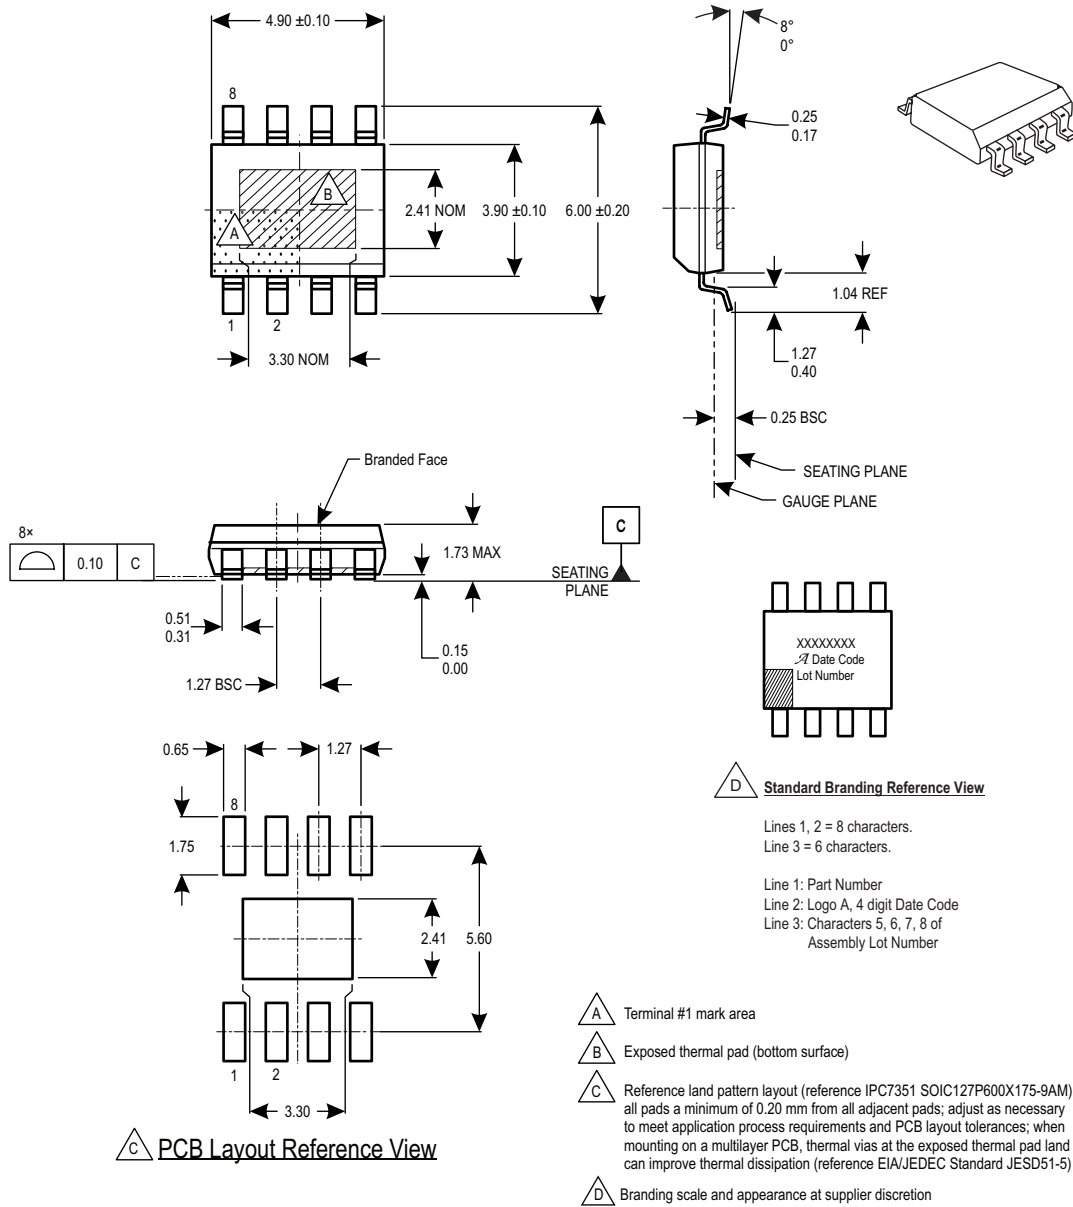 4.90 ±0.10
8
A
B
2.41 NOM
3.90 ±0.10
6.00 ±0.20
1
2
3.30 NOM
8°
0°
0.25
0.17
1.04 REF
1.27
0.40
0.25 BSC
SEATING PLANE
GAUGE PLANE
Branded Face
8×
0.10
C
1.73 MAX
C
SEATING
PLANE
0.51
0.31
0.15
0.00
1.27 BSC
XXXXXXXX
A Date Code
Lot Number
D Standard Branding Reference View
Lines 1, 2 = 8 characters.
Line 3 = 6 characters.
Line 1: Part Number
Line 2: Logo A, 4 digit Date Code
Line 3: Characters 5, 6, 7, 8 of
Assembly Lot Number
0.65
1.27
8
1.75
2.41
5.60
1
2
3.30
C PCB Layout Reference View
A Terminal #1 mark area
B Exposed thermal pad (bottom surface)
C Reference land pattern layout (reference IPC7351 SOIC127P600X175-9AM)
all pads a minimum of 0.20 mm from all adjacent pads; adjust as necessary
to meet application process requirements and PCB layout tolerances; when
mounting on a multilayer PCB, thermal vias at the exposed thermal pad land
can improve thermal dissipation (reference EIA/JEDEC Standard JESD51-5)
D Branding scale and appearance at supplier discretion